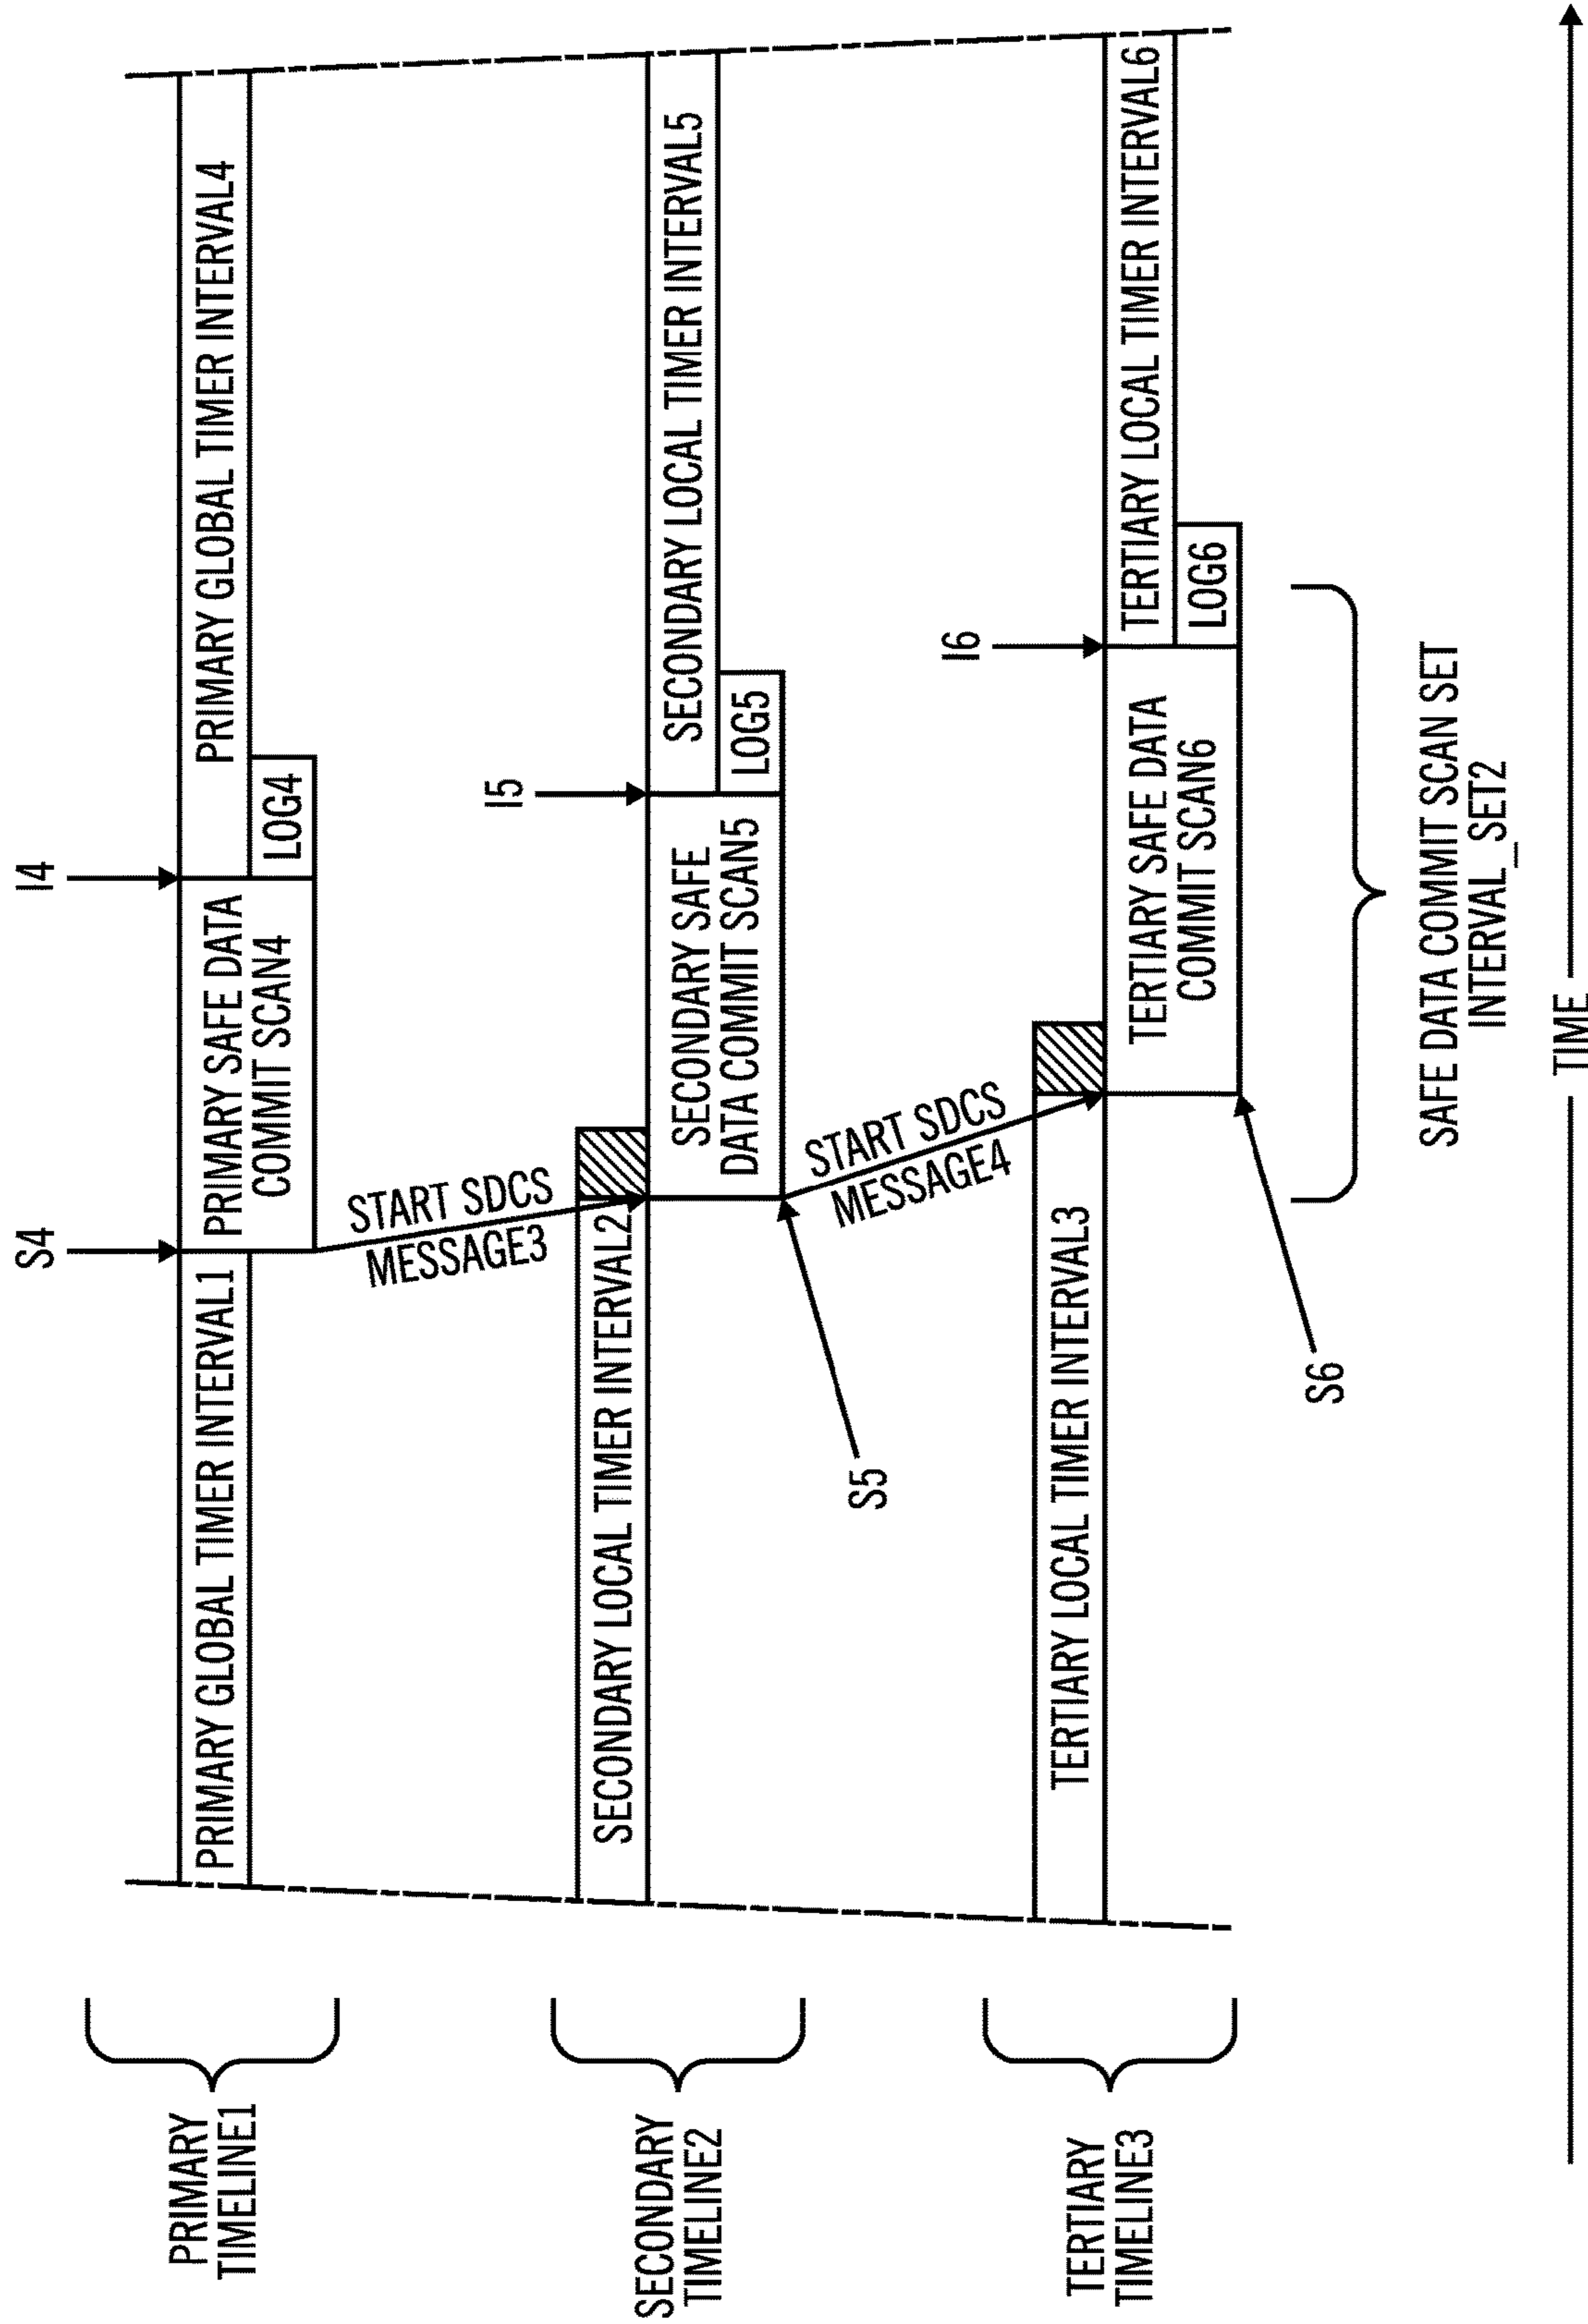 PRIMARY
TIMELINE1
PRIMARY GLOBAL TIMER INTERVAL1
S4
PRIMARY SAFE DATA
COMMIT SCAN4
I4
LOG4
PRIMARY GLOBAL TIMER INTERVAL4
START SDCS
MESSAGE3
SECONDARY
TIMELINE2
SECONDARY LOCAL TIMER INTERVAL2
SECONDARY SAFE
DATA COMMIT SCAN5
I5
LOG5
SECONDARY LOCAL TIMER INTERVAL5
S5
START SDCS
MESSAGE4
TERTIARY
TIMELINE3
TERTIARY LOCAL TIMER INTERVAL3
TERTIARY SAFE DATA
COMMIT SCAN6
I6
LOG6
TERTIARY LOCAL TIMER INTERVAL6
S6
SAFE DATA COMMIT SCAN SET
INTERVAL_SET2
TIME